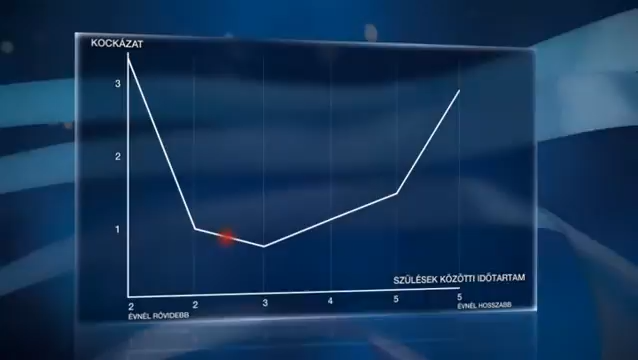 KOCKÁZAT
3
2
1
SZÜLÉSEK KÖZÖTTI IDŐTARTAM
2 2 3 4 5 5
ÉVNÉL RÖVIDEBB ÉVNÉL HOSSZABB